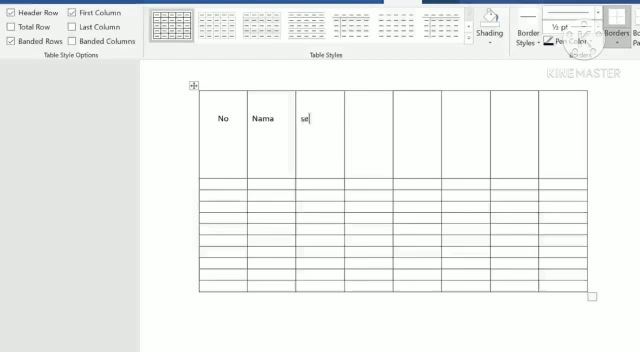 Header Row
First Column
Total Row
Last Column
Banded Rows
Banded Columns
Table Style Options
Table Styles
Shading
Border
Styles
½ pt
Pen Color
Borders
Borders
KINEMASTER
No
Nama
se